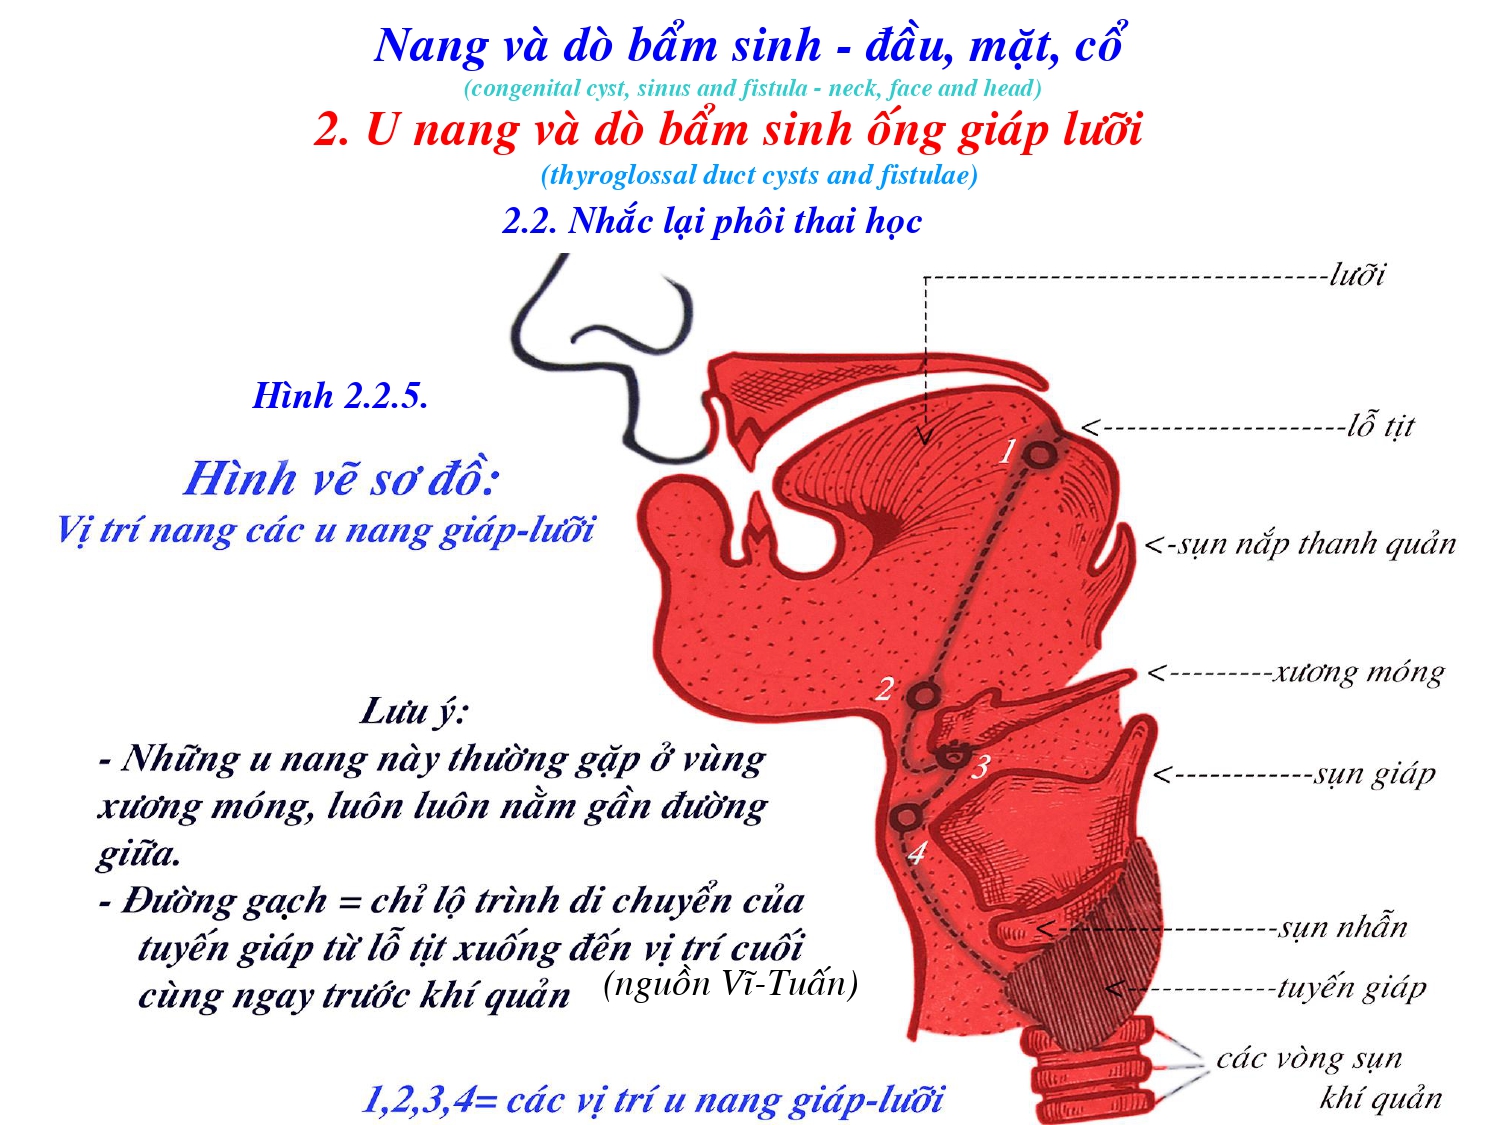 Nang và dò bẩm sinh - đầu, mặt, cổ
(congenital cyst, sinus and fistula - neck, face and head)
2. U nang và dò bẩm sinh ống giáp lưỡi
(thyroglossal duct cysts and fistulae)
2.2. Nhắc lại phôi thai học
lưỡi
Hình 2.2.5.
lỗ tịt
1
Hình vẽ sơ đồ:
Vị trí nang các u nang giáp-lưỡi
sụn nắp thanh quản
xương móng
2
Lưu ý:
- Những u nang này thường gặp ở vùng
xương móng, luôn luôn nằm gần đường
giữa.
3
sụn giáp
4
- Đường gạch = chỉ lộ trình di chuyển của
tuyến giáp từ lỗ tịt xuống đến vị trí cuối
cùng ngay trước khí quản
(nguồn Vĩ-Tuấn)
sụn nhẫn
tuyến giáp
các vòng sụn
khí quản
1,2,3,4= các vị trí u nang giáp-lưỡi